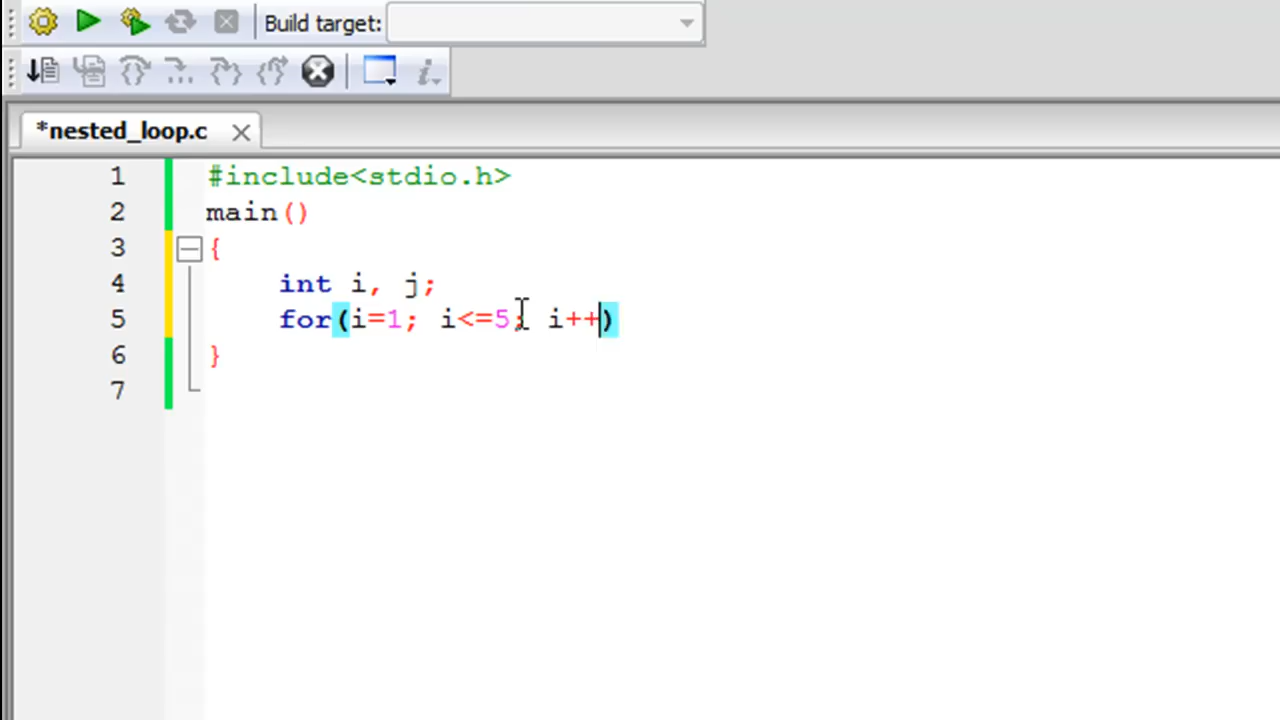 Build target:
*nested_loop.c
1 #include<stdio.h>
2 main()
3 {
4 int i, j;
5 for(i=1; i<=5; i++)
6 }
7